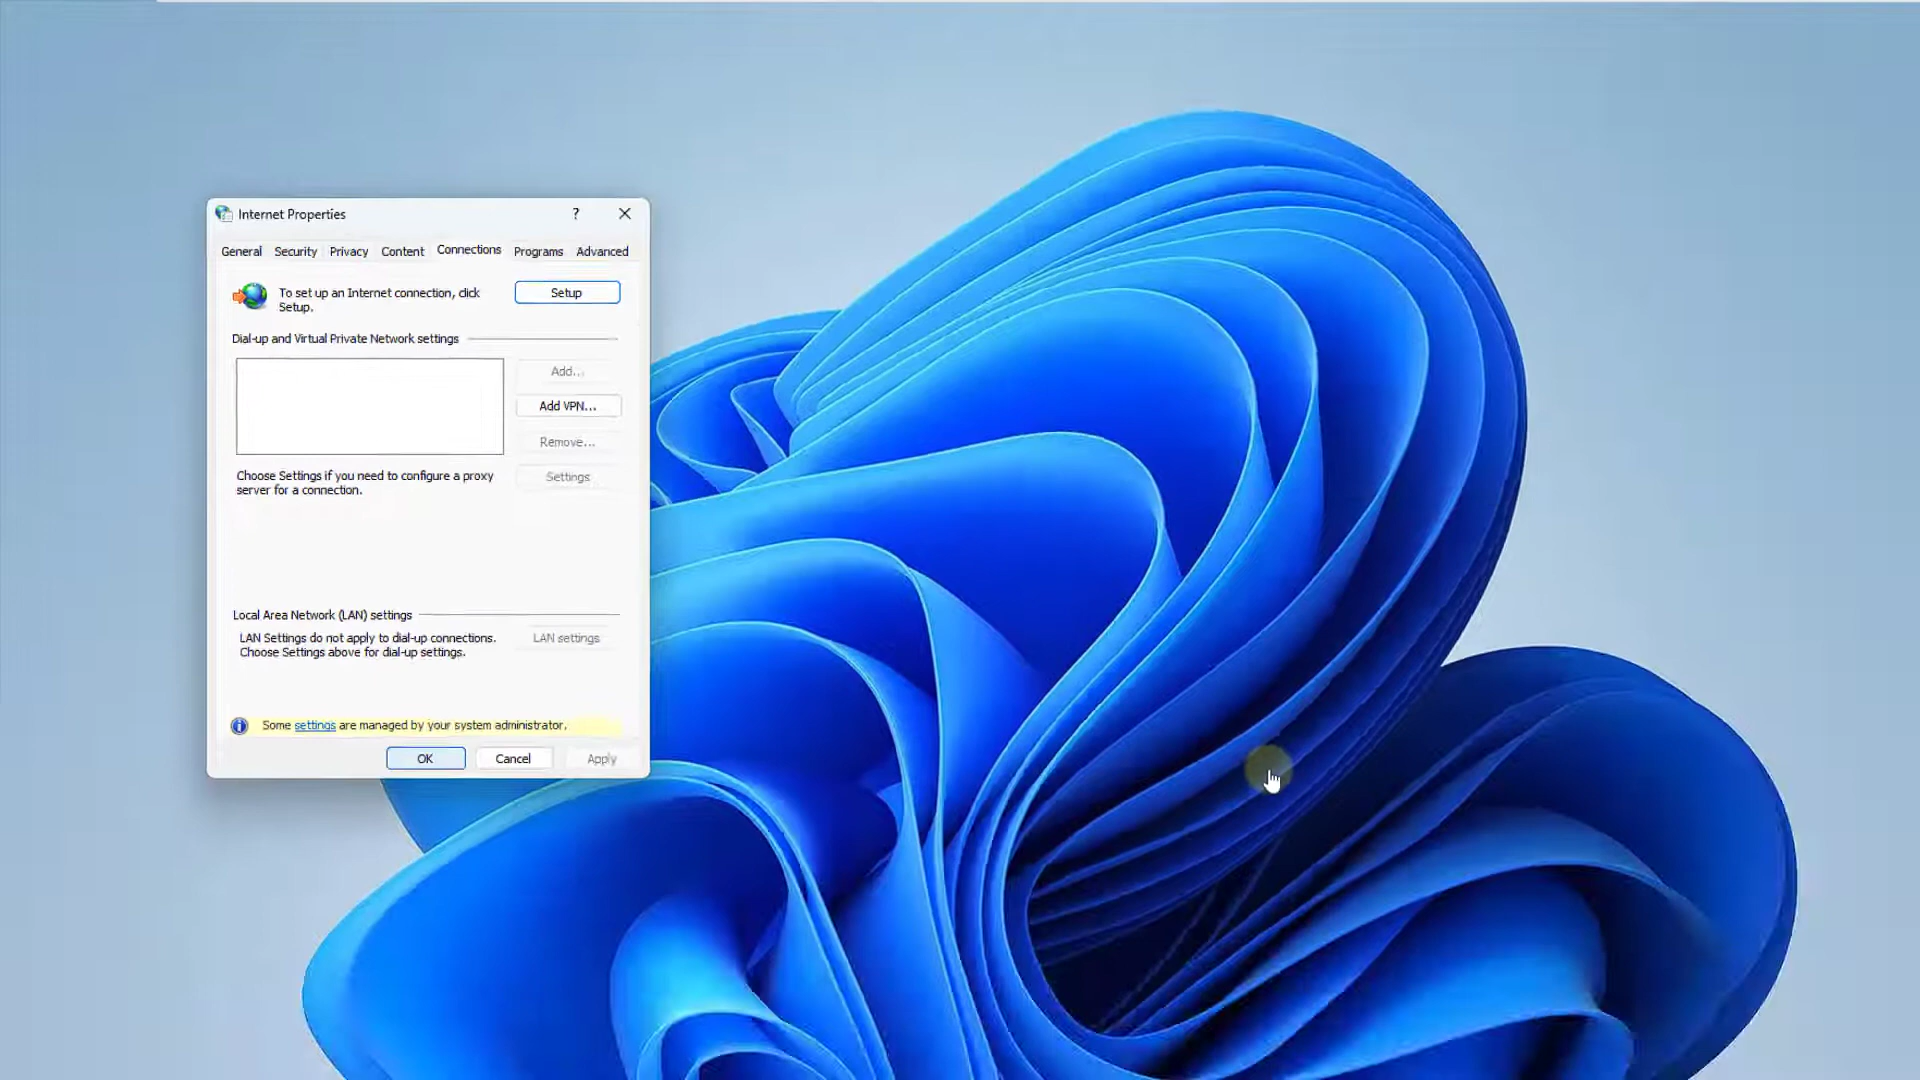 Internet Properties
?
General Security Privacy Content Connections Programs Advanced
To set up an Internet connection, click
Setup.
Setup
Dial-up and Virtual Private Network settings
Add...
Add VPN...
Remove...
Choose Settings if you need to configure a proxy
server for a connection.
Settings
Local Area Network (LAN) settings
LAN Settings do not apply to dial-up connections.
Choose Settings above for dial-up settings.
LAN settings
Some settings are managed by your system administrator.
OK Cancel Apply